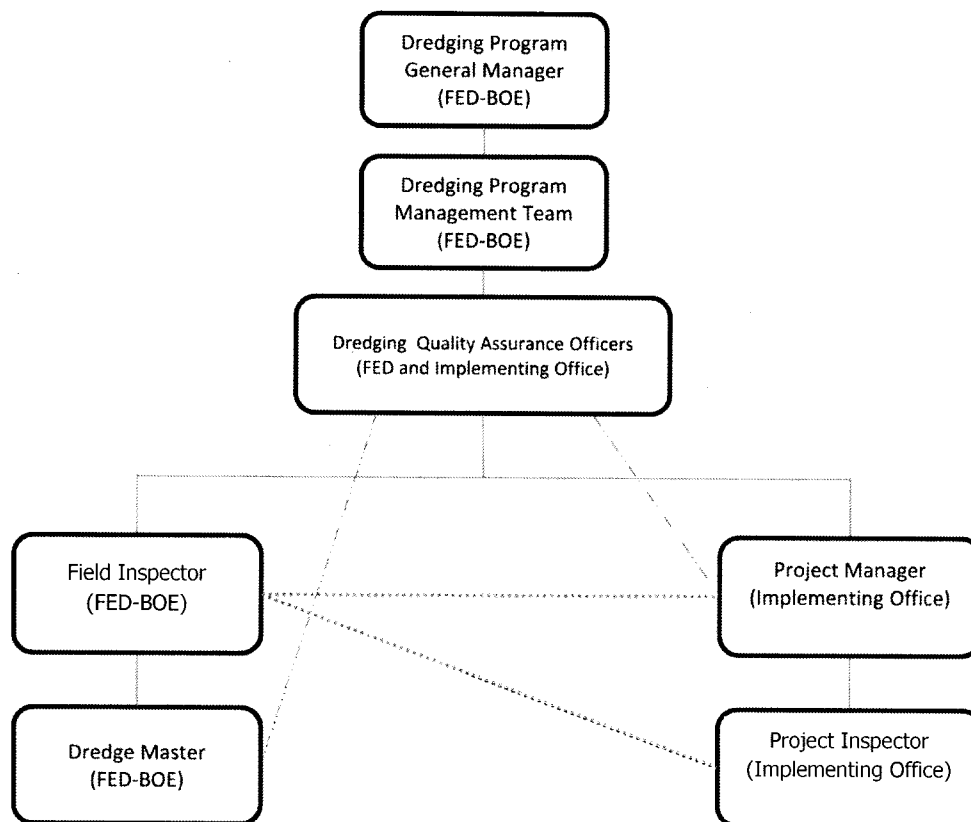 Dredging Program
General Manager
(FED-BOE)
Dredging Program
Management Team
(FED-BOE)
Dredging Quality Assurance Officers
(FED and Implementing Office)
Field Inspector
(FED-BOE)
Project Manager
(Implementing Office)
Dredge Master
(FED-BOE)
Project Inspector
(Implementing Office)